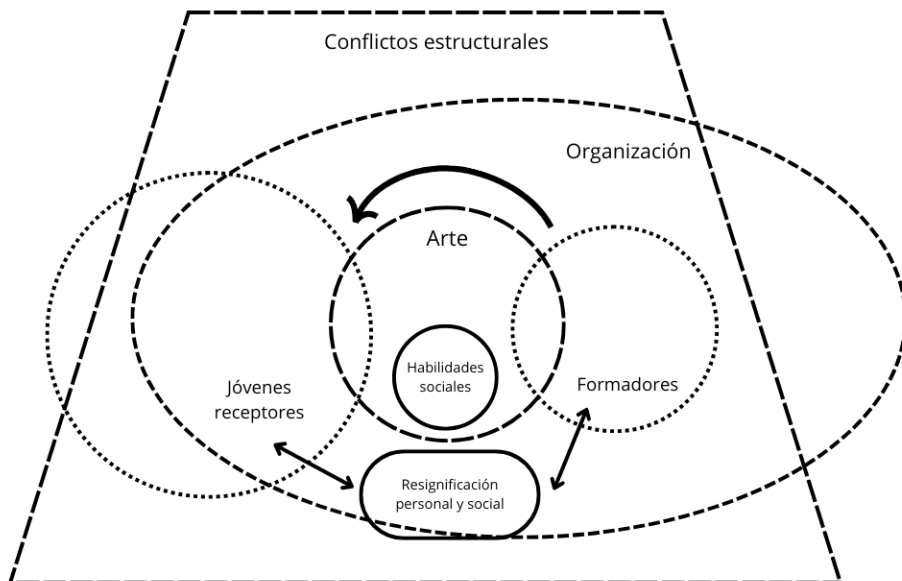 Conflictos estructurales
Organización
Arte
Habilidades
sociales
Jóvenes
receptores
Formadores
Resignificación
personal y social